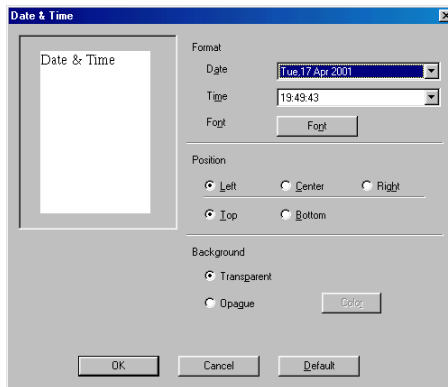 Date & Time
Date & Time
Format
Date
Tue,17 Apr 2001
Time
19:49:43
Font
Font
Position
Left Center Right
Top Bottom
Background
Transparent
Opague
Color
OK Cancel Default